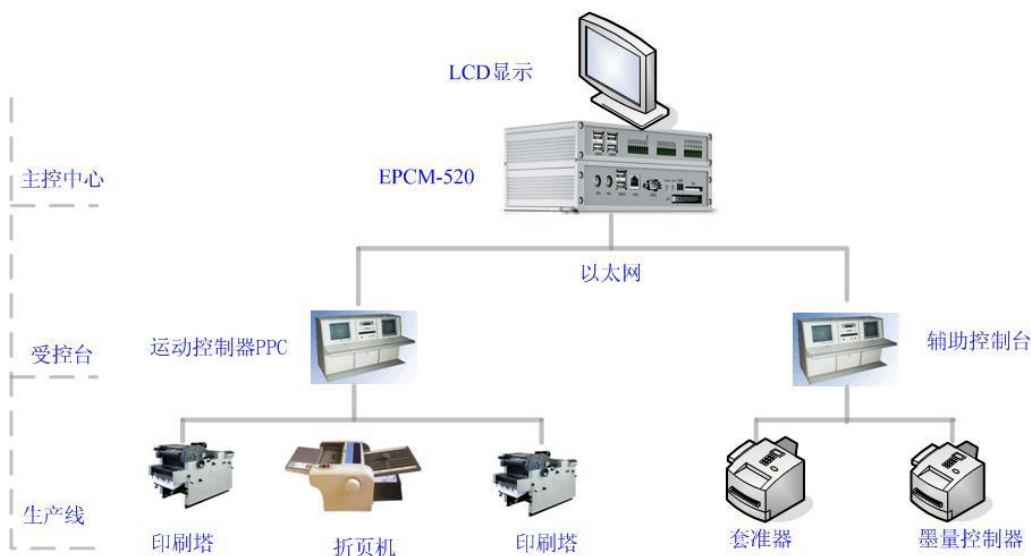 LCD显示
EPCM-520
主控中心
以太网
运动控制器PPC
辅助控制台
受控台
生产线
印刷塔
折页机
印刷塔
套准器
墨量控制器